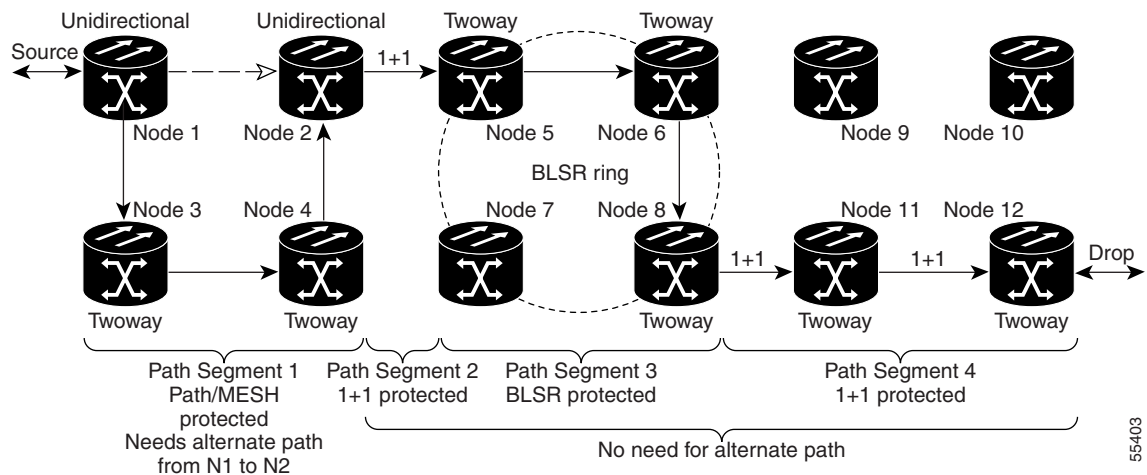 Unidirectional
Unidirectional
Twoway
Twoway
Source
1+1
Node 1
Node 2
Node 5
Node 6
Node 9
Node 10
BLSR ring
Node 3
Node 4
Node 7
Node 8
Node 11
Node 12
1+1
1+1
Drop
Twoway
Twoway
Twoway
Twoway
Twoway
Path Segment 1
Path/MESH
protected
Needs alternate path
from N1 to N2
Path Segment 2
1+1 protected
Path Segment 3
BLSR protected
Path Segment 4
1+1 protected
No need for alternate path
55403